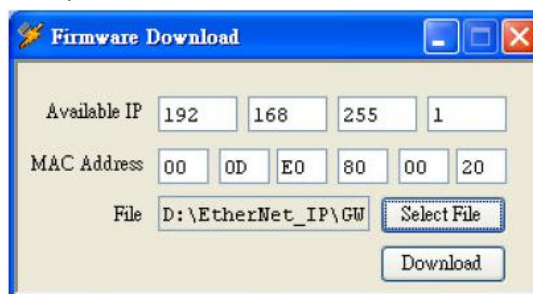 Firmware Download
Available IP 192 168 255 1
MAC Address 00 0D E0 80 00 20
File D:\EtherNet_IP\GW Select File
Download